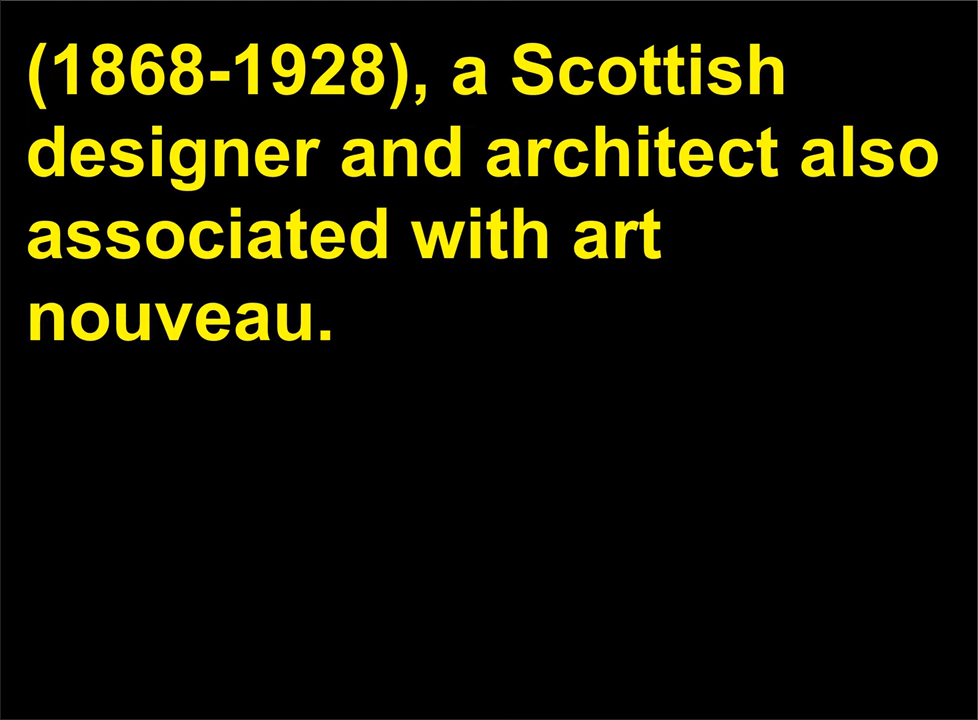 (1868-1928), a Scottish
designer and architect also
associated with art
nouveau.